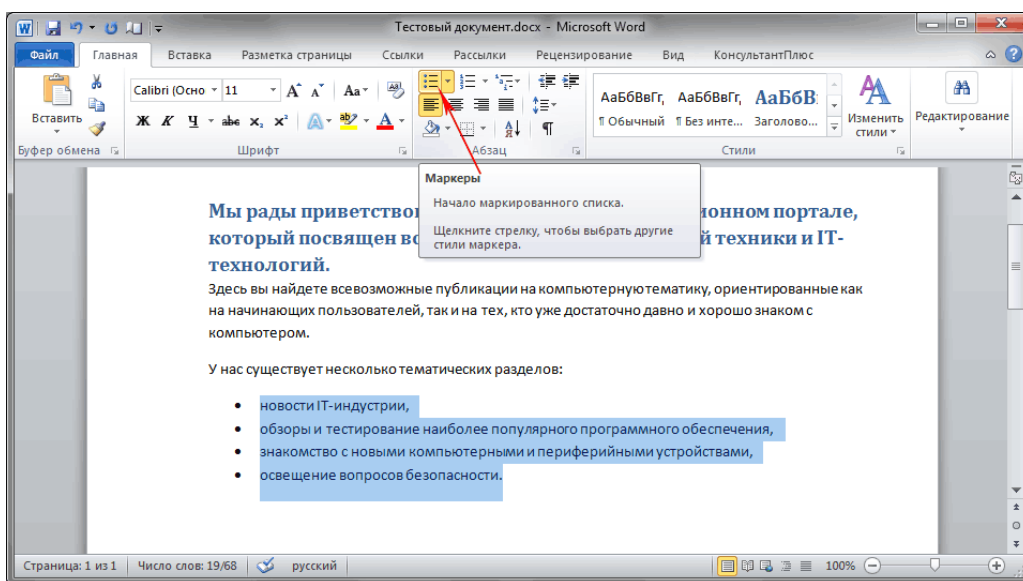 Тестовый документ.docx - Microsoft Word
Файл Главная Вставка Разметка страницы Ссылки Рассылки Рецензирование Вид КонсультантПлюс
Вставить
Calibri (Осно 11
Ж К Ч abc x₂ x² A
АаБбВвГг, АаБбВвГг, АаБбВ
¶ Обычный ¶ Без инте... Заголово...
Изменить стили
Редактирование
Буфер обмена Шрифт Абзац Стили
Маркеры
Начало маркированного списка.
Щелкните стрелку, чтобы выбрать другие
стили маркера.
Мы рады приветство онном портале,
который посвящен в й техники и IT-
технологий.
Здесь вы найдете всевозможные публикации на компьютерную тематику, ориентированные как
на начинающих пользователей, так и на тех, кто уже достаточно давно и хорошо знаком с
компьютером.
У нас существует несколько тематических разделов:
• новости IT-индустрии,
• обзоры и тестирование наиболее популярного программного обеспечения,
• знакомство с новыми компьютерными и периферийными устройствами,
• освещение вопросов безопасности.
Страница: 1 из 1 Число слов: 19/68 русский 100%